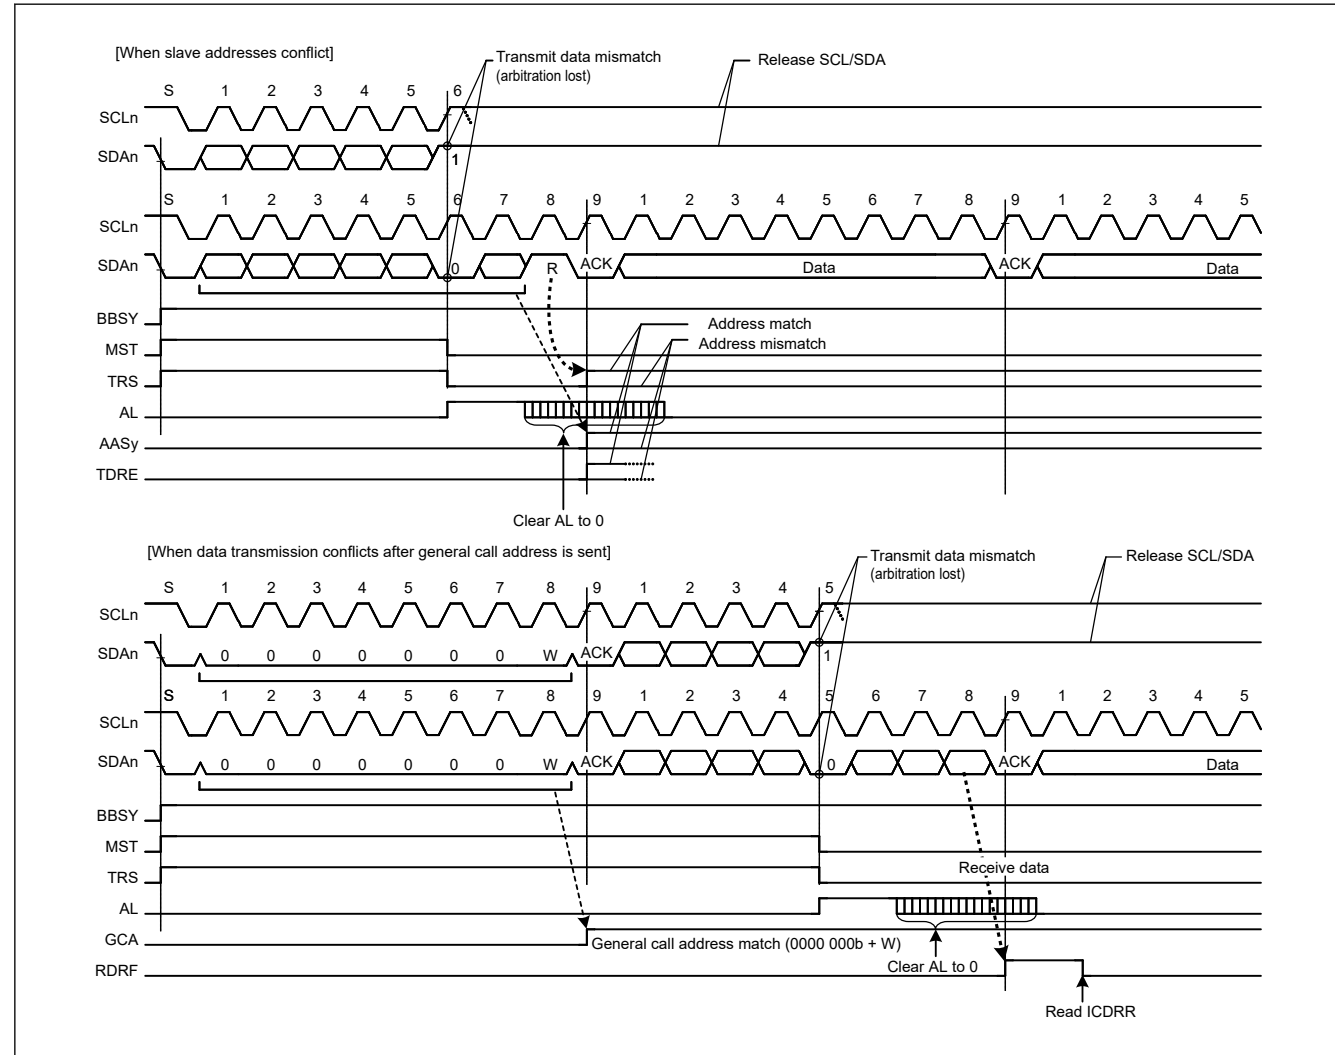 [When slave addresses conflict]
Transmit data mismatch
(arbitration lost)
Release SCL/SDA
S 1 2 3 4 5 6
SCLn
SDAn
1
S 1 2 3 4 5 6 7 8 9 1 2 3 4 5 6 7 8 9 1 2 3 4 5
SCLn
SDAn 0 R ACK Data ACK Data
BBSY
Address match
MST
Address mismatch
TRS
AL
AASy
TDRE
Clear AL to 0
[When data transmission conflicts after general call address is sent]
Transmit data mismatch
(arbitration lost)
Release SCL/SDA
S 1 2 3 4 5 6 7 8 9 1 2 3 4 5
SCLn
SDAn 0 0 0 0 0 0 0 W ACK 1
S 1 2 3 4 5 6 7 8 9 1 2 3 4 5 6 7 8 9 1 2 3 4 5
SCLn
SDAn 0 0 0 0 0 0 0 W ACK 0 ACK Data
BBSY
MST
Receive data
TRS
AL
GCA
General call address match (0000 000b + W)
Clear AL to 0
RDRF
Read ICDRR